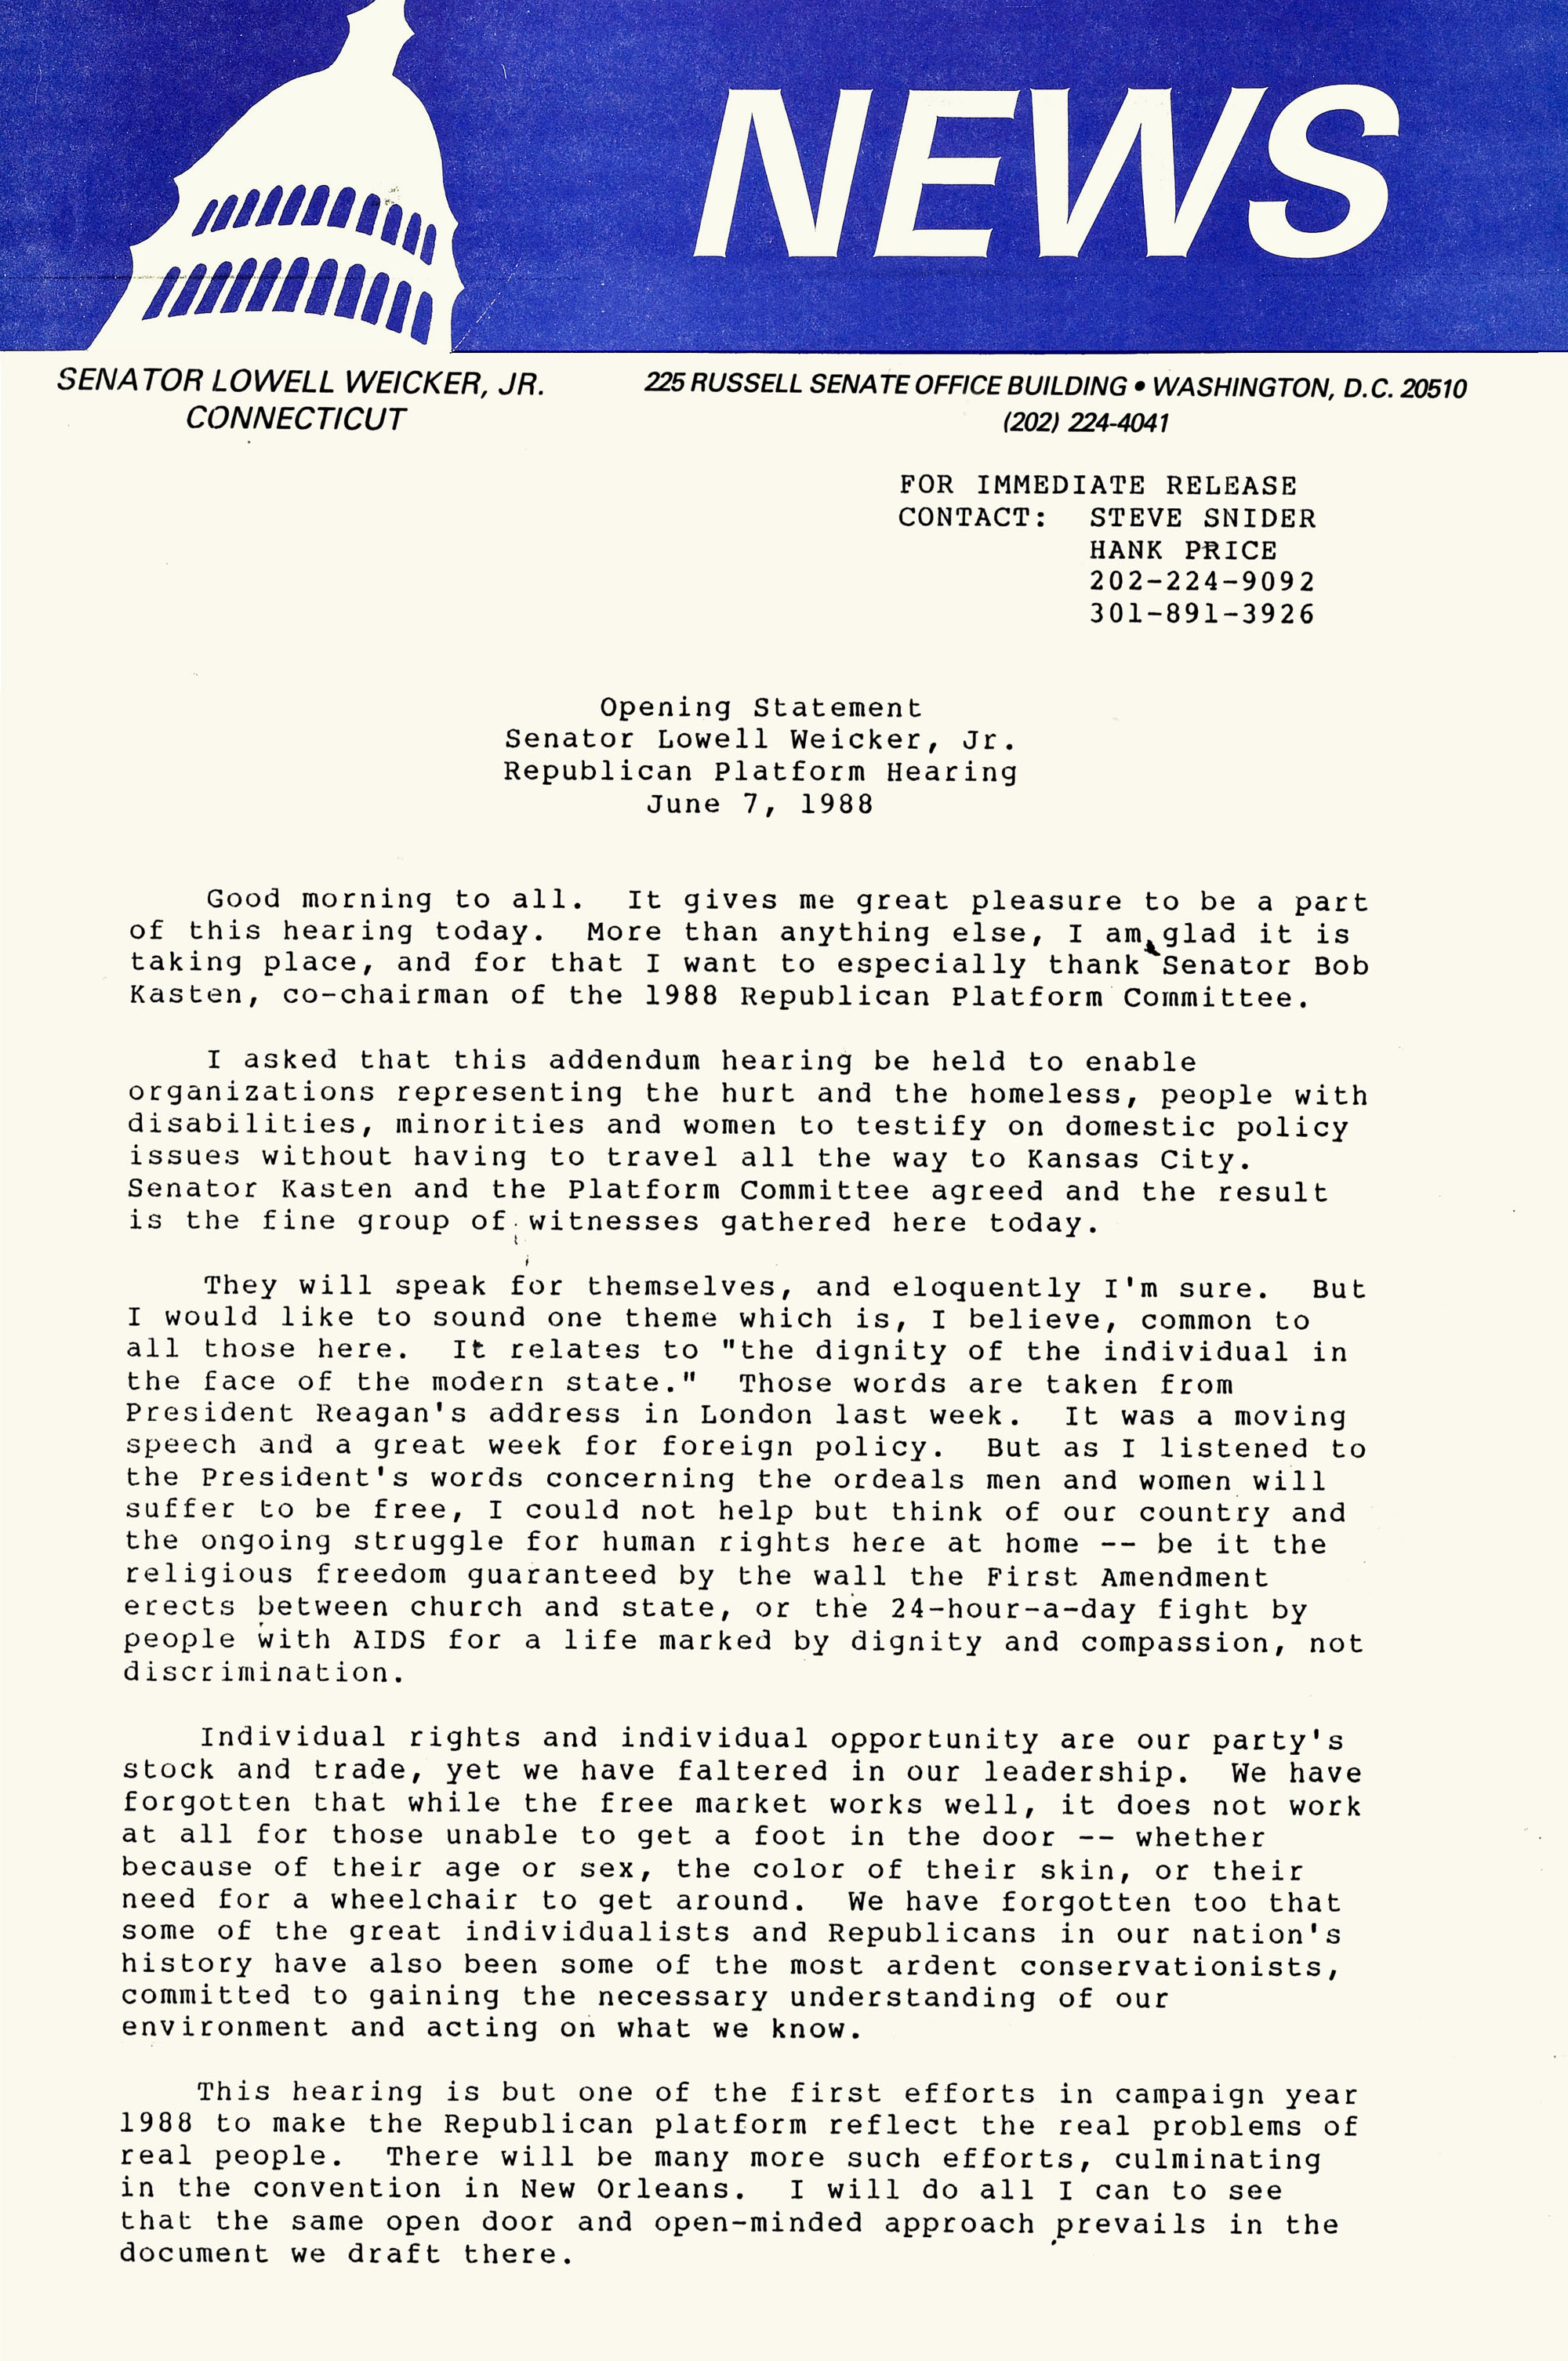 NEWS
SENATOR LOWELL WEICKER, JR.
CONNECTICUT
225 RUSSELL SENATE OFFICE BUILDING • WASHINGTON, D.C. 20510
(202) 224-4041
FOR IMMEDIATE RELEASE
CONTACT: STEVE SNIDER
HANK PRICE
202-224-9092
301-891-3926
Opening Statement
Senator Lowell Weicker, Jr.
Republican Platform Hearing
June 7, 1988
Good morning to all. It gives me great pleasure to be a part
of this hearing today. More than anything else, I am glad it is
taking place, and for that I want to especially thank Senator Bob
Kasten, co-chairman of the 1988 Republican Platform Committee.
I asked that this addendum hearing be held to enable
organizations representing the hurt and the homeless, people with
disabilities, minorities and women to testify on domestic policy
issues without having to travel all the way to Kansas City.
Senator Kasten and the Platform Committee agreed and the result
is the fine group of witnesses gathered here today.
They will speak for themselves, and eloquently I'm sure. But
I would like to sound one theme which is, I believe, common to
all those here. It relates to "the dignity of the individual in
the face of the modern state." Those words are taken from
President Reagan's address in London last week. It was a moving
speech and a great week for foreign policy. But as I listened to
the President's words concerning the ordeals men and women will
suffer to be free, I could not help but think of our country and
the ongoing struggle for human rights here at home -- be it the
religious freedom guaranteed by the wall the First Amendment
erects between church and state, or the 24-hour-a-day fight by
people with AIDS for a life marked by dignity and compassion, not
discrimination.
Individual rights and individual opportunity are our party's
stock and trade, yet we have faltered in our leadership. We have
forgotten that while the free market works well, it does not work
at all for those unable to get a foot in the door -- whether
because of their age or sex, the color of their skin, or their
need for a wheelchair to get around. We have forgotten too that
some of the great individualists and Republicans in our nation's
history have also been some of the most ardent conservationists,
committed to gaining the necessary understanding of our
environment and acting on what we know.
This hearing is but one of the first efforts in campaign year
1988 to make the Republican platform reflect the real problems of
real people. There will be many more such efforts, culminating
in the convention in New Orleans. I will do all I can to see
that the same open door and open-minded approach prevails in the
document we draft there.